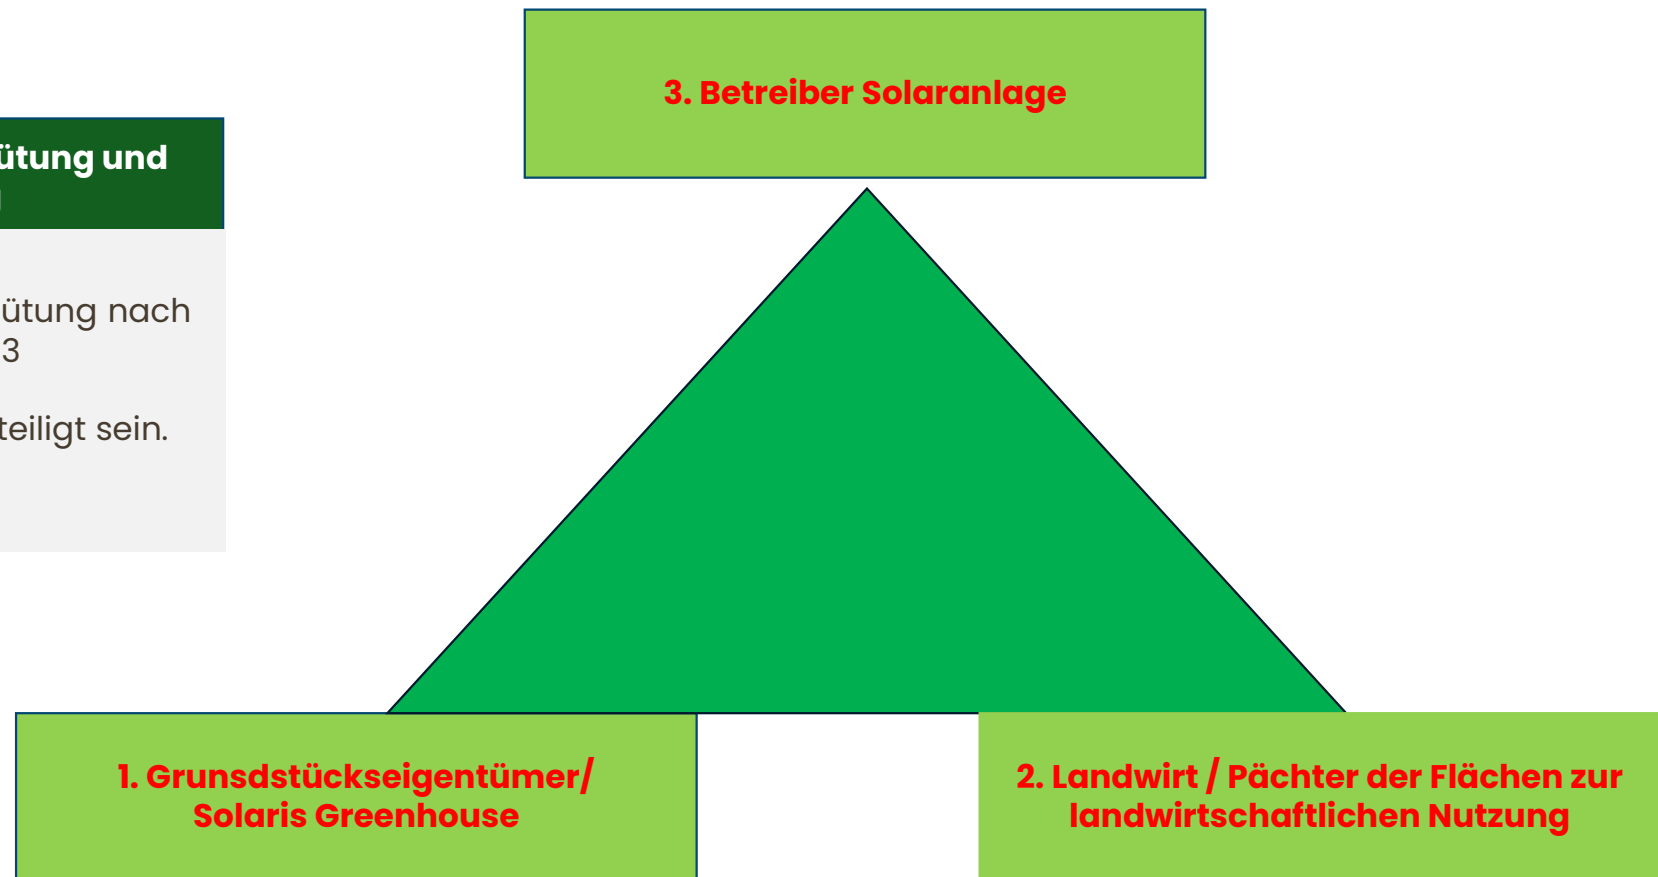 3. Betreiber Solaranlage
ütung und
ütung nach
3
teiligt sein.
1. Grunsdstückseigentümer/
Solaris Greenhouse
2. Landwirt / Pächter der Flächen zur
landwirtschaftlichen Nutzung